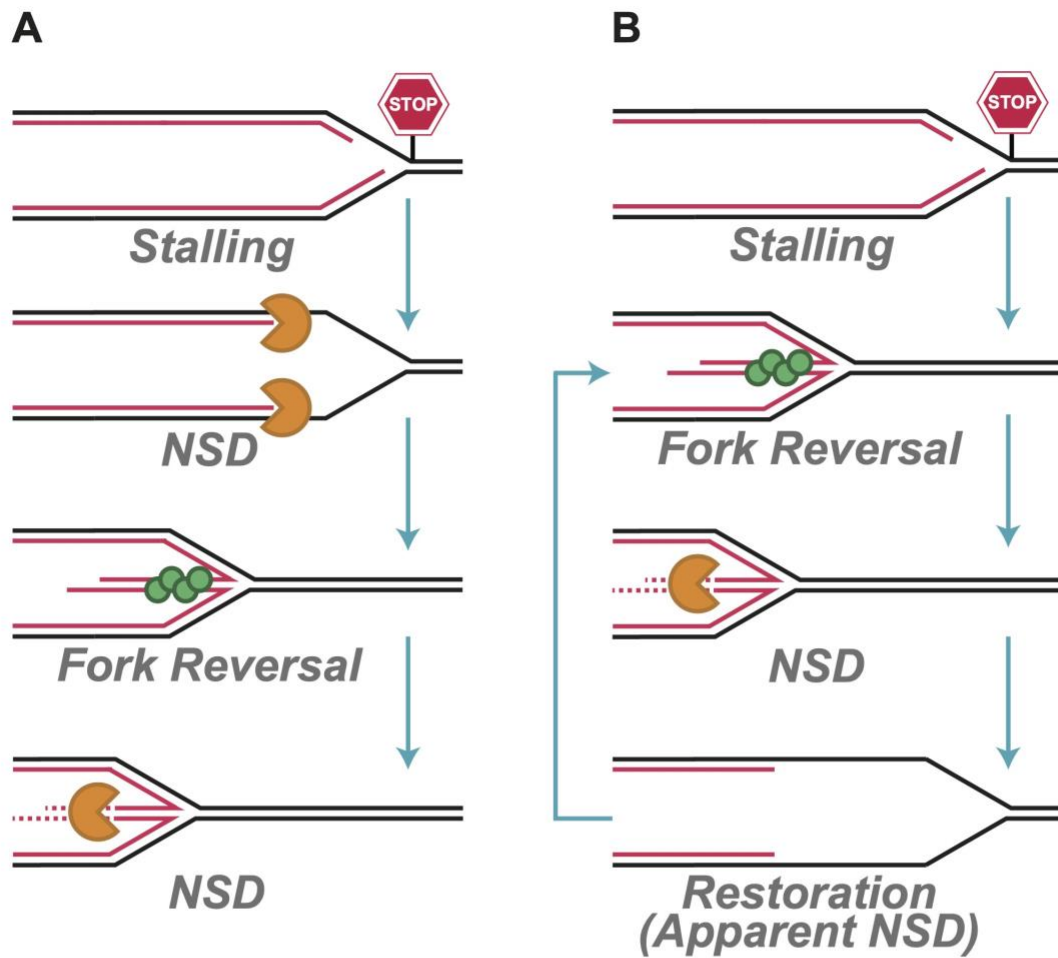 A
STOP
Stalling
NSD
Fork Reversal
NSD
B
STOP
Stalling
Fork Reversal
NSD
Restoration
(Apparent NSD)